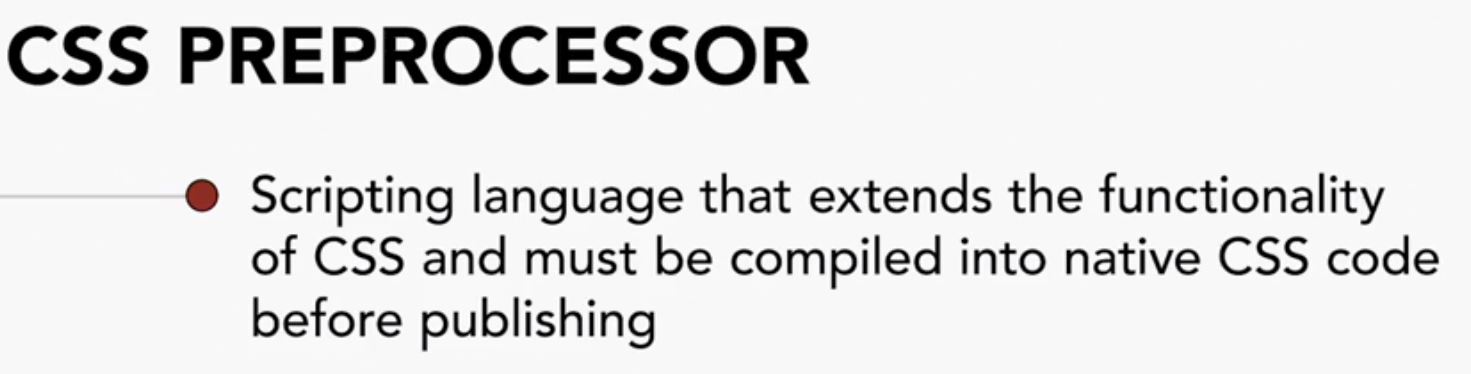 CSS PREPROCESSOR
Scripting language that extends the functionality
of CSS and must be compiled into native CSS code
before publishing